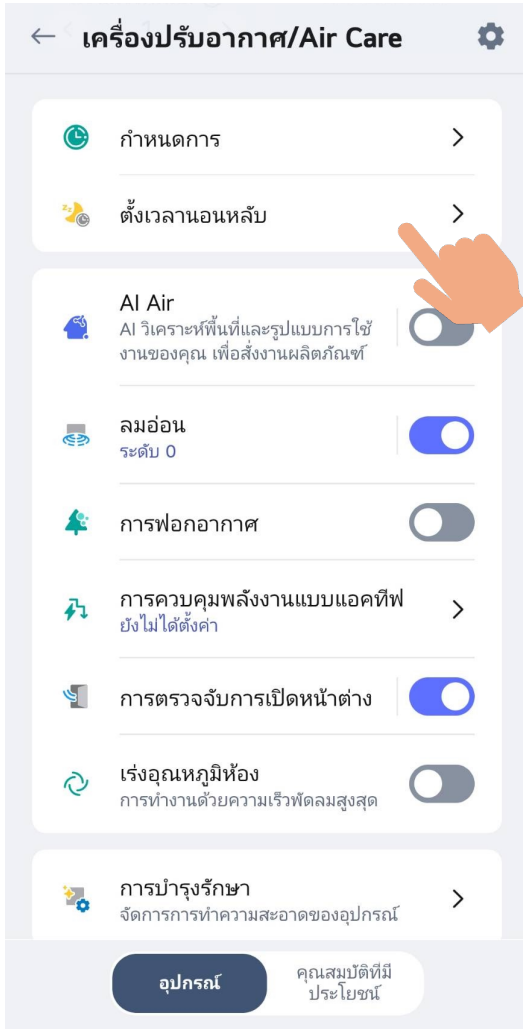 เครื่องปรับอากาศ/Air Care
กำหนดการ
ตั้งเวลานอนหลับ
AI Air
AI วิเคราะห์พื้นที่และรูปแบบการใช้
งานของคุณ เพื่อสั่งงานผลิตภัณฑ์
ลมอ่อน
ระดับ 0
การฟอกอากาศ
การควบคุมพลังงานแบบแอคทีฟ
ยังไม่ได้ตั้งค่า
การตรวจจับการเปิดหน้าต่าง
เร่งอุณหภูมิห้อง
การทำงานด้วยความเร็วพัดลมสูงสุด
การบำรุงรักษา
จัดการการทำความสะอาดของอุปกรณ์
อุปกรณ์
คุณสมบัติที่มี
ประโยชน์